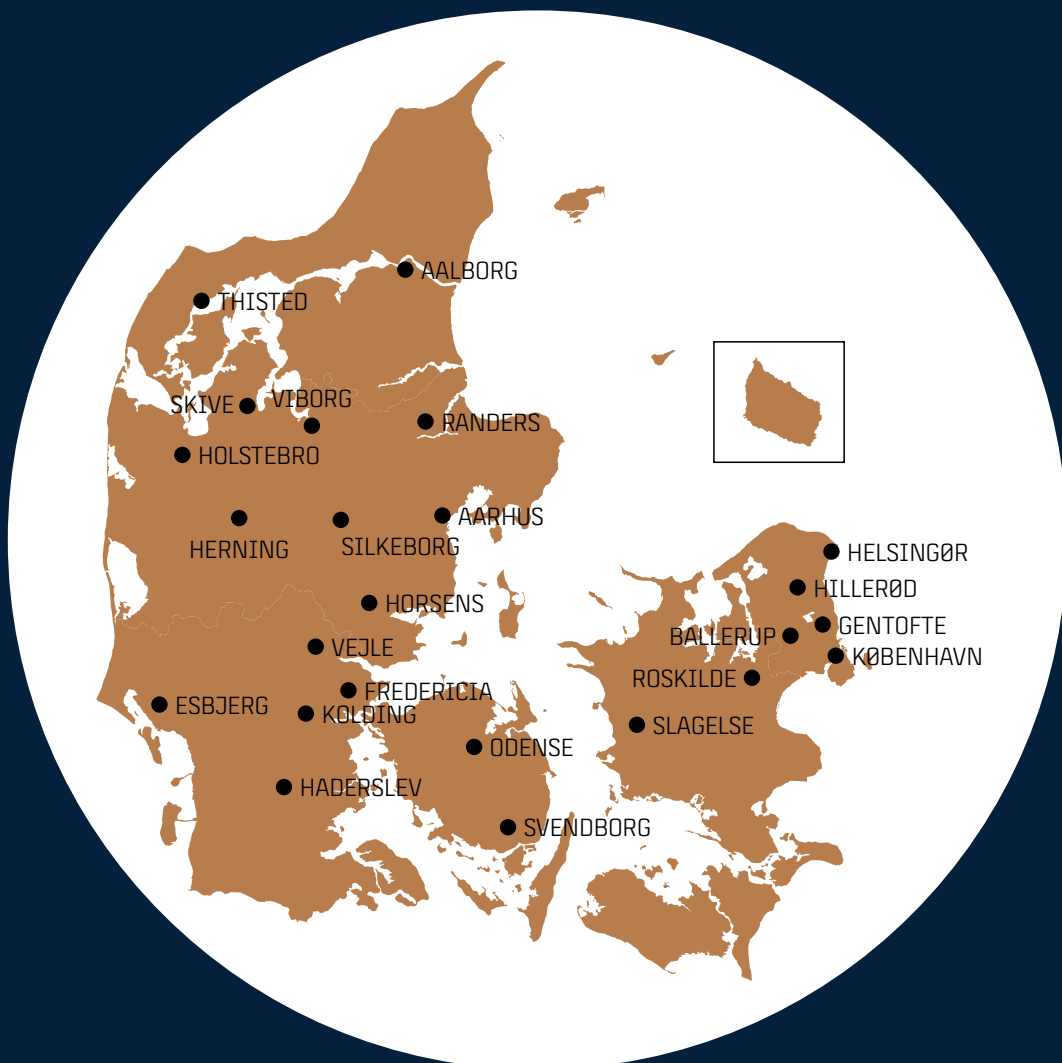 AALBORG
THISTED
VIBORG
SKIVE
RANDERS
HOLSTEBRO
AARHUS
HERNING
SILKEBORG
HELSINGØR
HILLERØD
HORSENS
GENTOFTE
BALLERUP
VEJLE
KØBENHAVN
ROSKILDE
FREDERICIA
ESBJERG
KOLDING
SLAGELSE
ODENSE
HADERSLEV
SVENDBORG